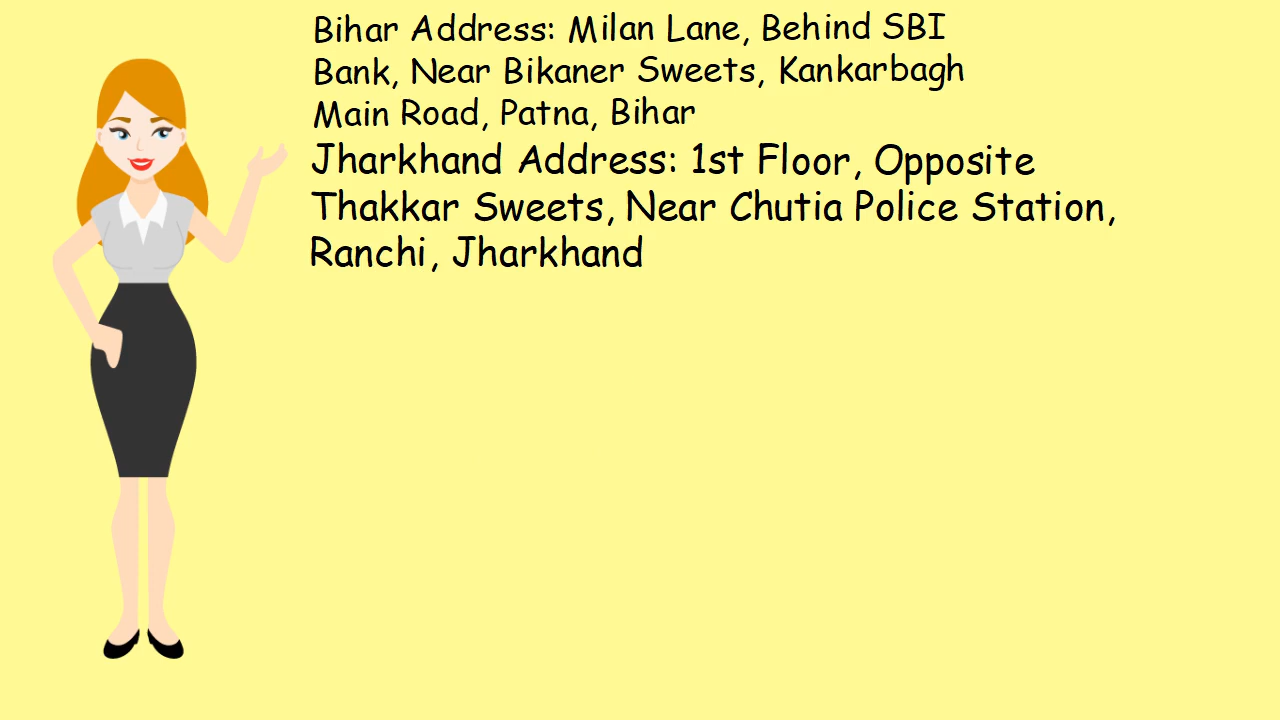 Bihar Address: Milan Lane, Behind SBI
Bank, Near Bikaner Sweets, Kankarbagh
Main Road, Patna, Bihar
Jharkhand Address: 1st Floor, Opposite
Thakkar Sweets, Near Chutia Police Station,
Ranchi, Jharkhand